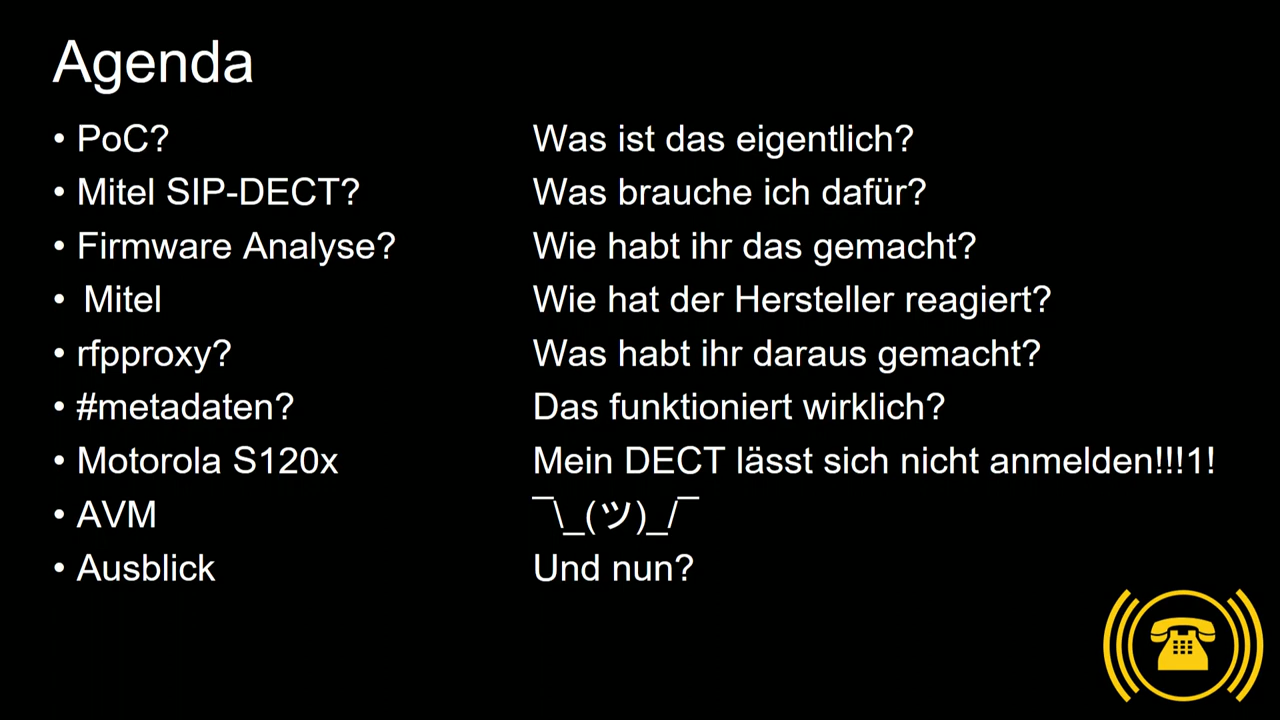 Agenda
• PoC? Was ist das eigentlich?
• Mitel SIP-DECT? Was brauche ich dafür?
• Firmware Analyse? Wie habt ihr das gemacht?
• Mitel Wie hat der Hersteller reagiert?
• rfpproxy? Was habt ihr daraus gemacht?
• #metadaten? Das funktioniert wirklich?
• Motorola S120x Mein DECT lässt sich nicht anmelden!!!1!
• AVM ¯\_(ツ)_/¯
• Ausblick Und nun?